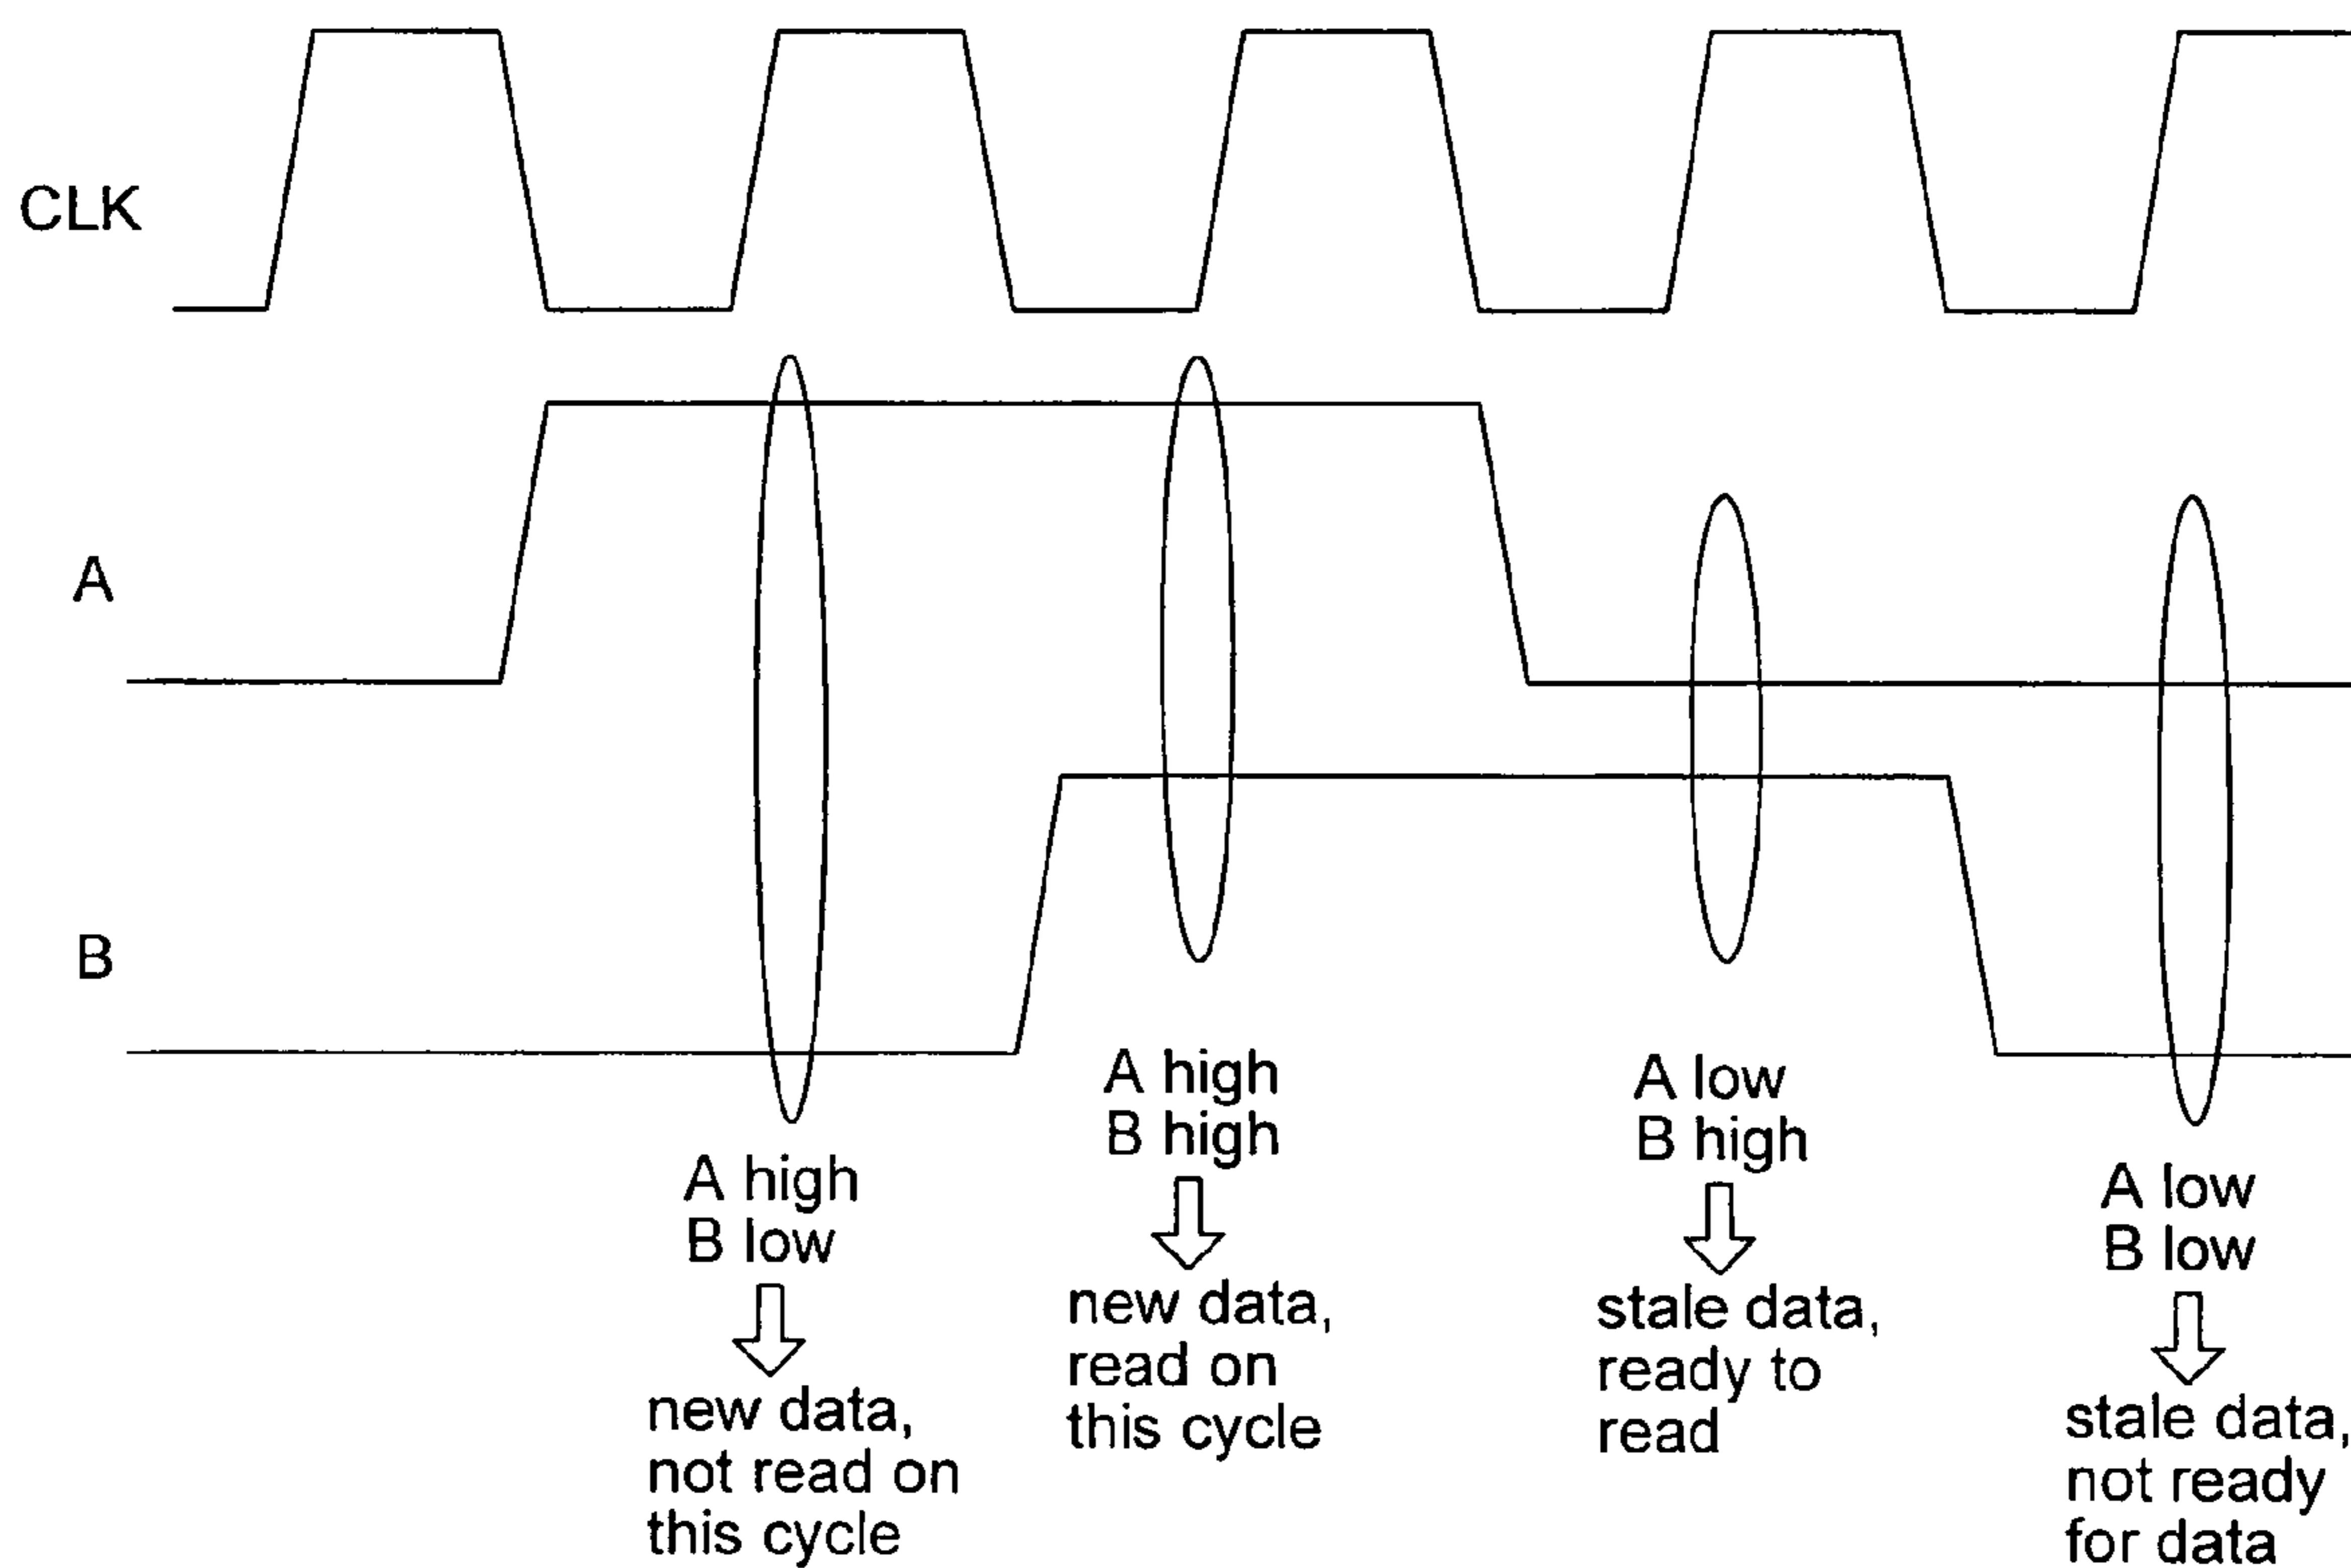 CLK
A
B
A high
B low
new data,
not read on
this cycle
A high
B high
new data,
read on
this cycle
A low
B high
stale data,
ready to
read
A low
B low
stale data,
not ready
for data